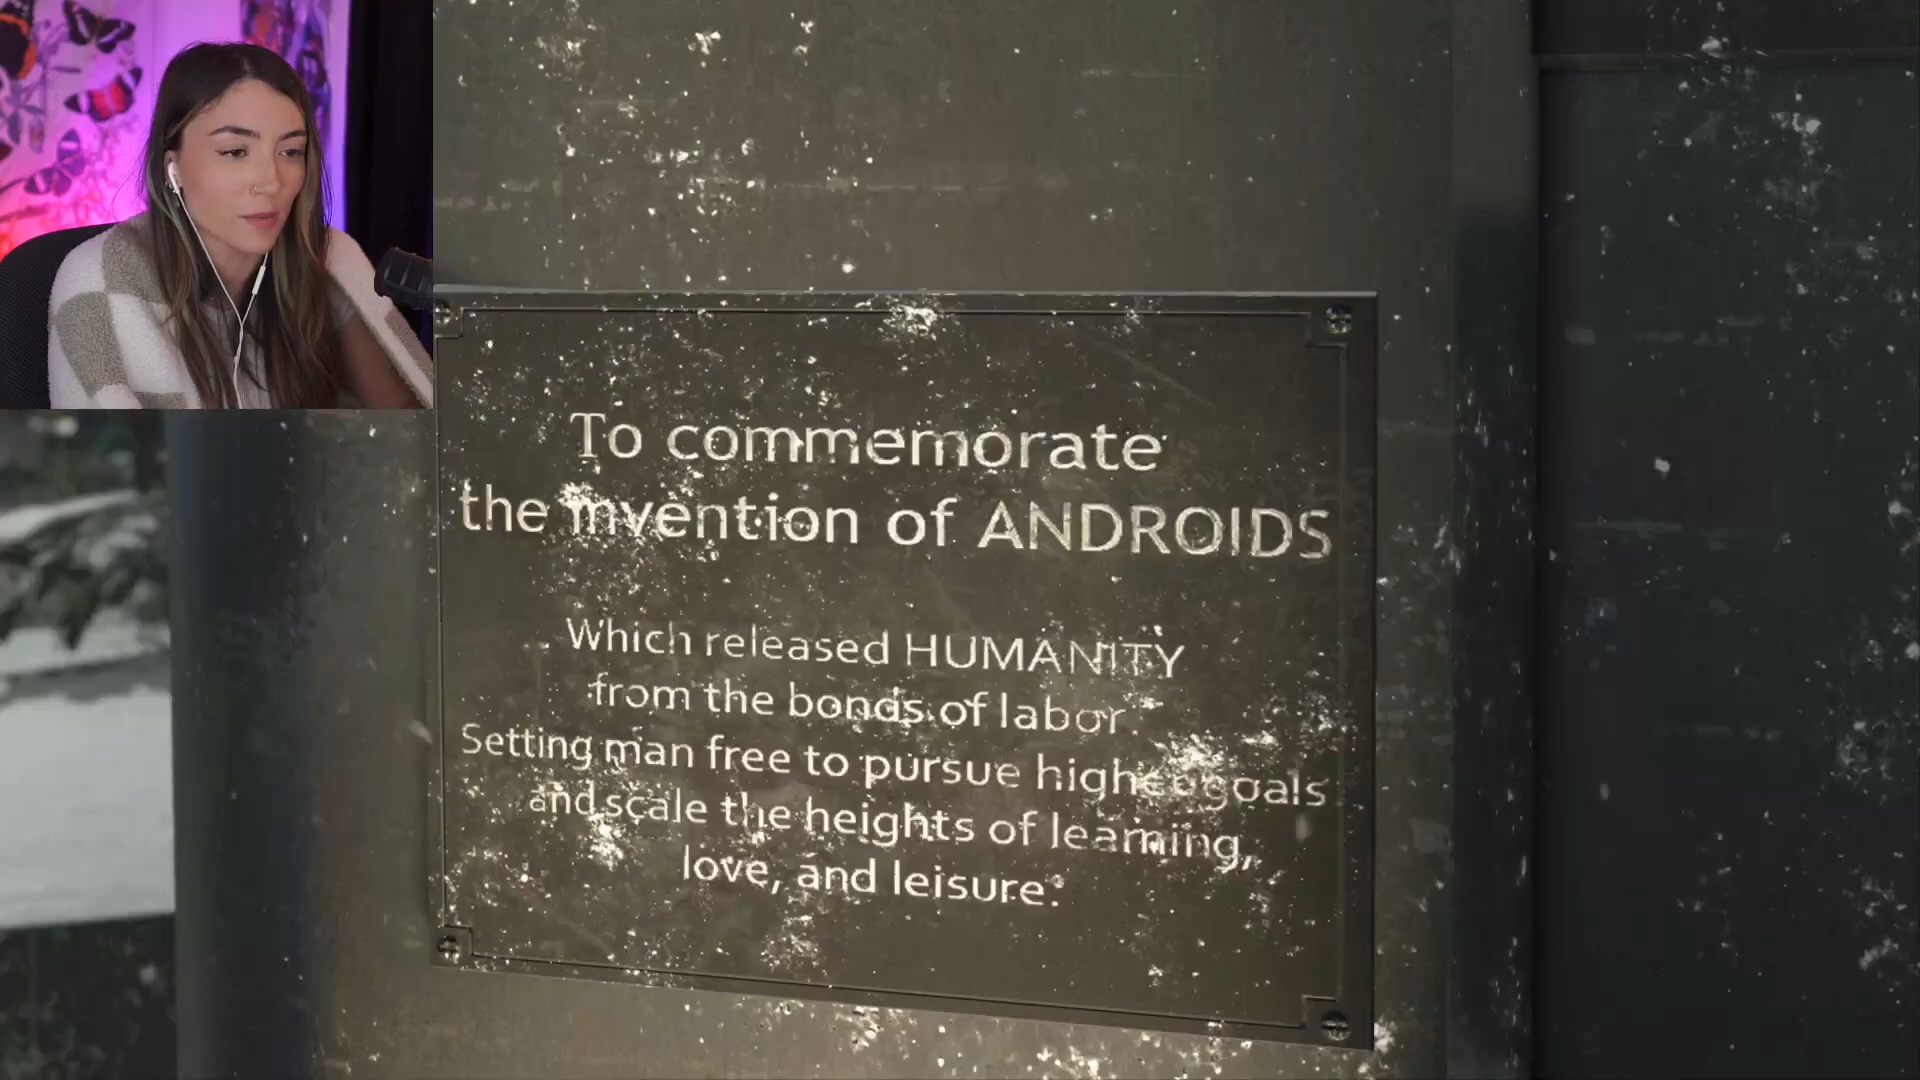 To commemorate
the invention of ANDROIDS
Which released HUMANITY
from the bonds of labor.
Setting man free to pursue higher goals
and scale the heights of learning,
love, and leisure.